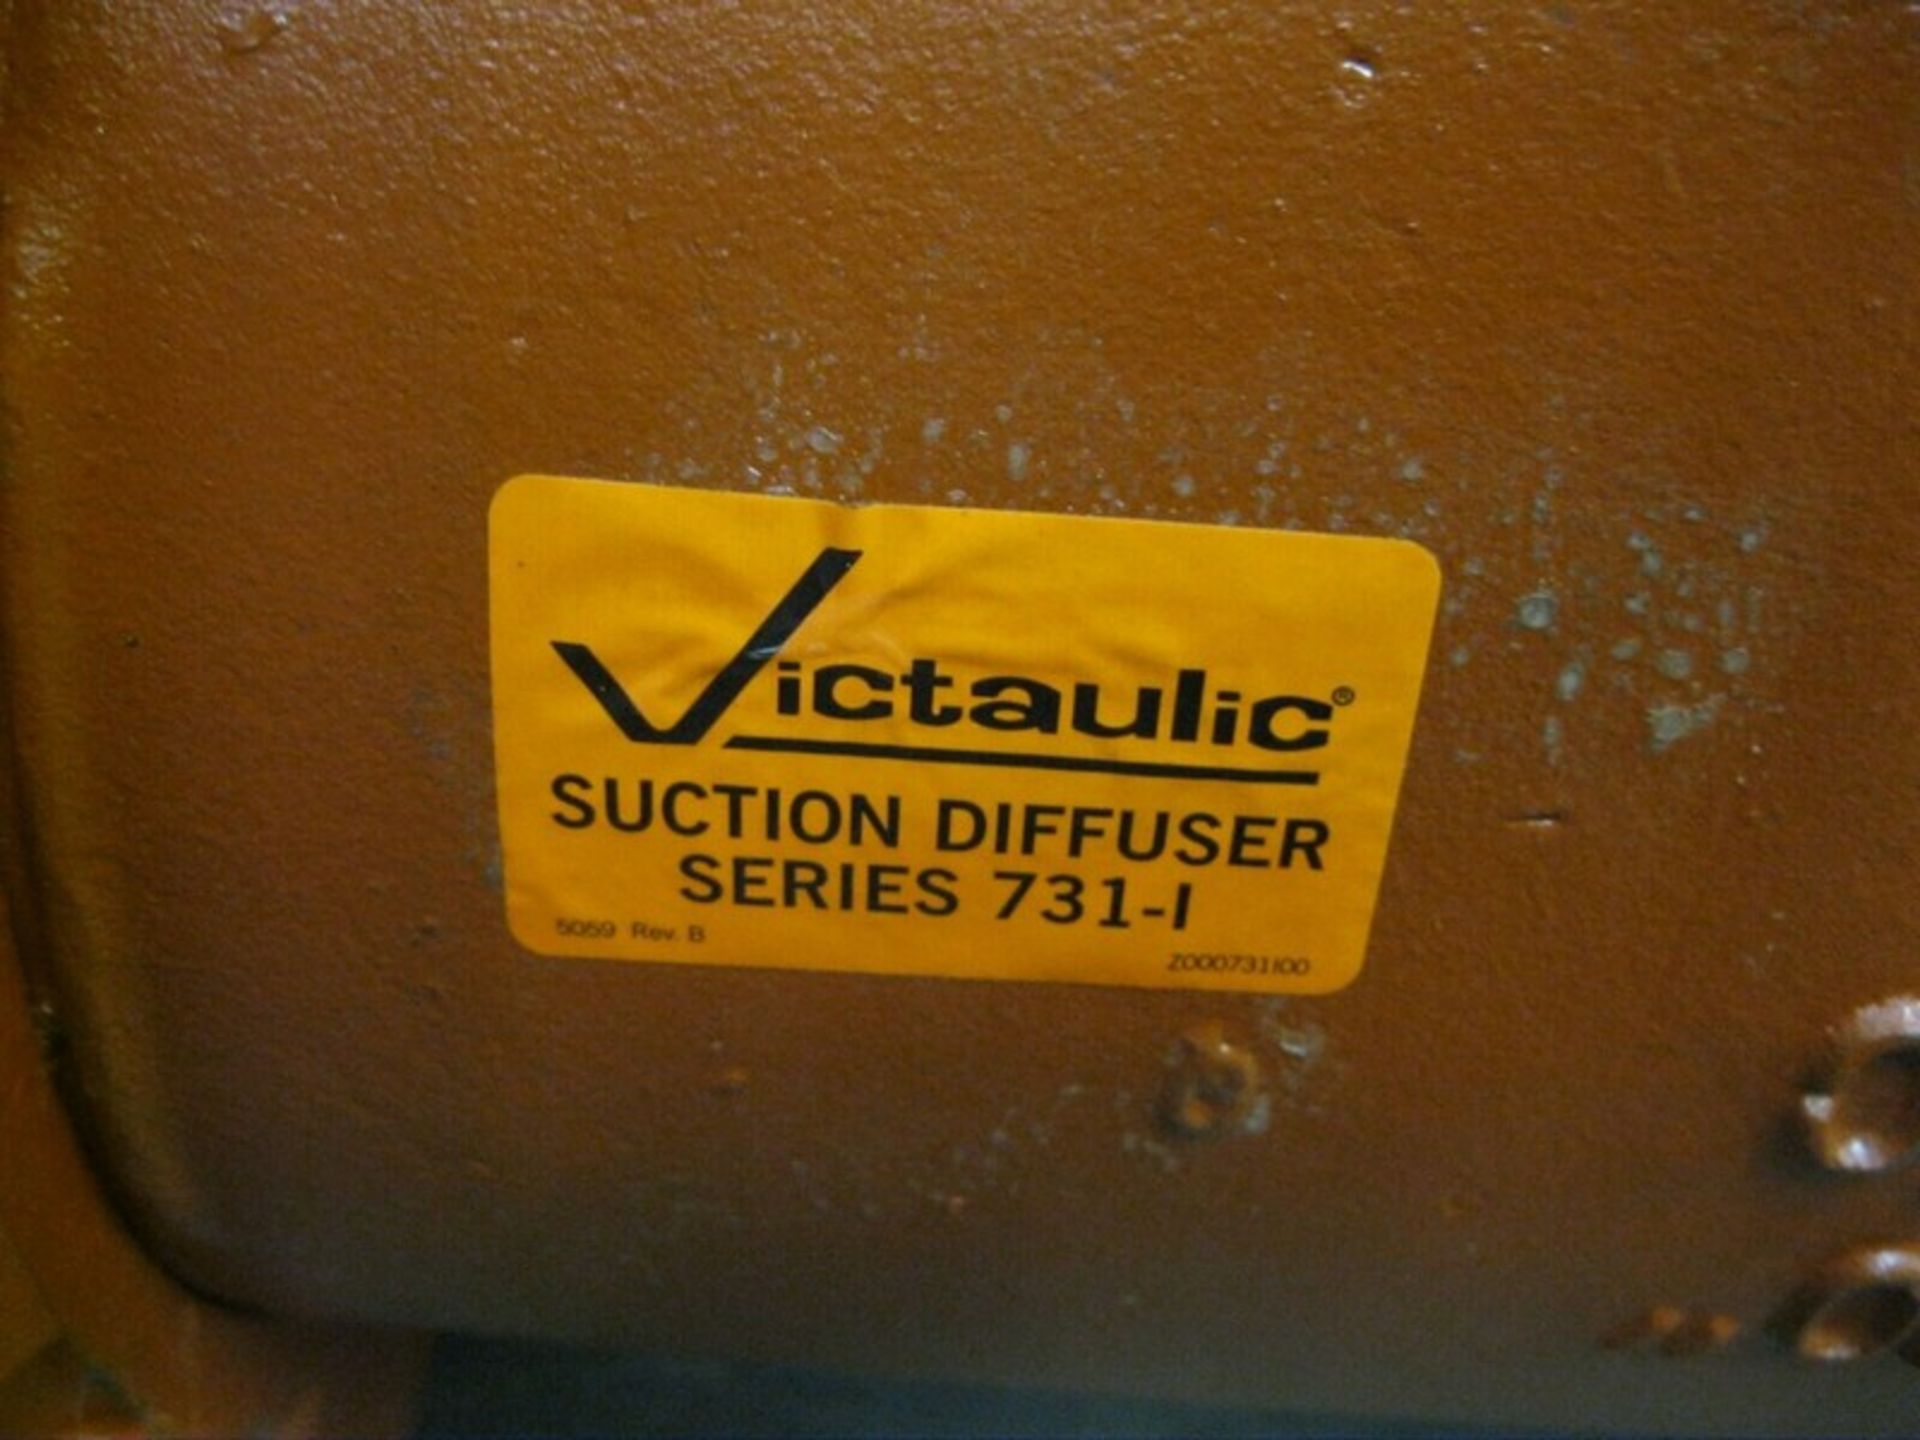 Victaulic®
SUCTION DIFFUSER
SERIES 731-I
5059 Rev. B
Z000731I00